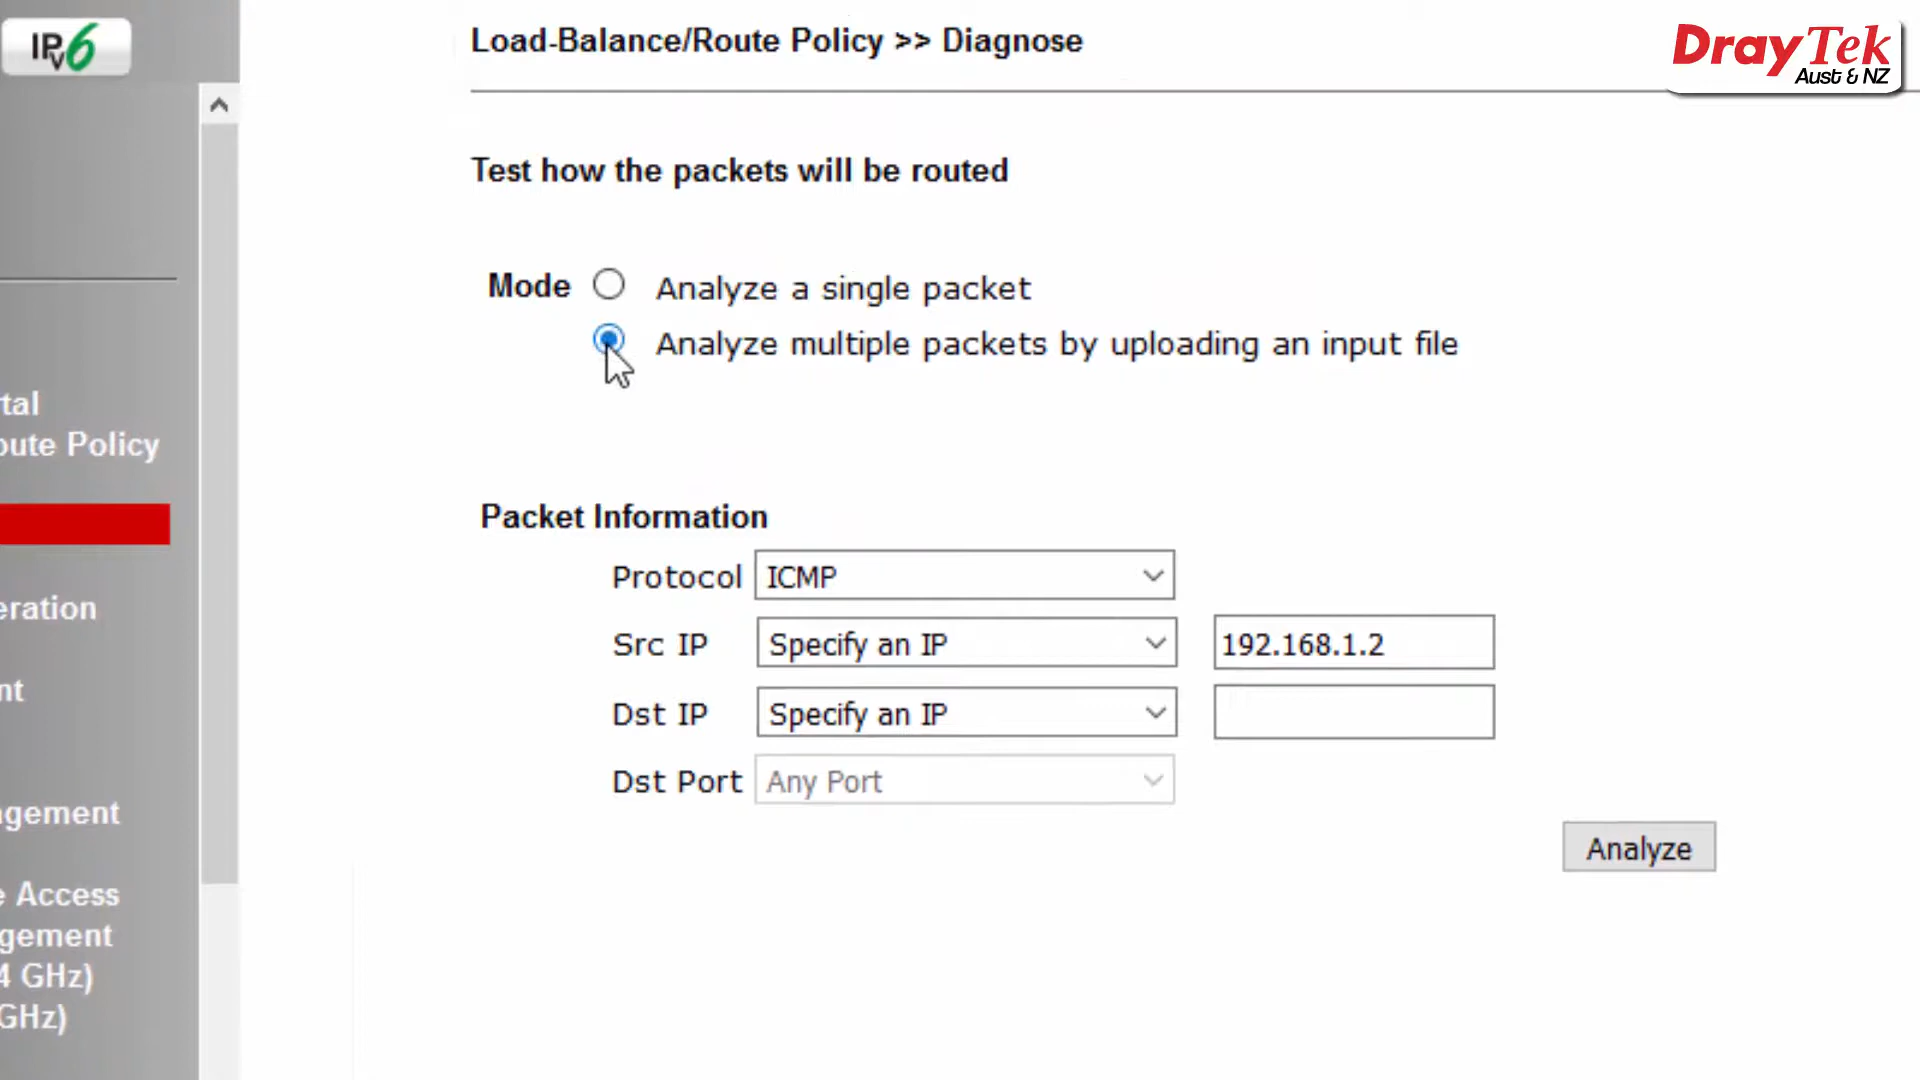 IPv6
Load-Balance/Route Policy >> Diagnose
DrayTek
Aust & NZ
Test how the packets will be routed
Mode
Analyze a single packet
Analyze multiple packets by uploading an input file
rtal
oute Policy
eration
nt
agement
e Access
gement
4 GHz)
GHz)
Packet Information
Protocol ICMP
Src IP Specify an IP 192.168.1.2
Dst IP Specify an IP
Dst Port Any Port
Analyze